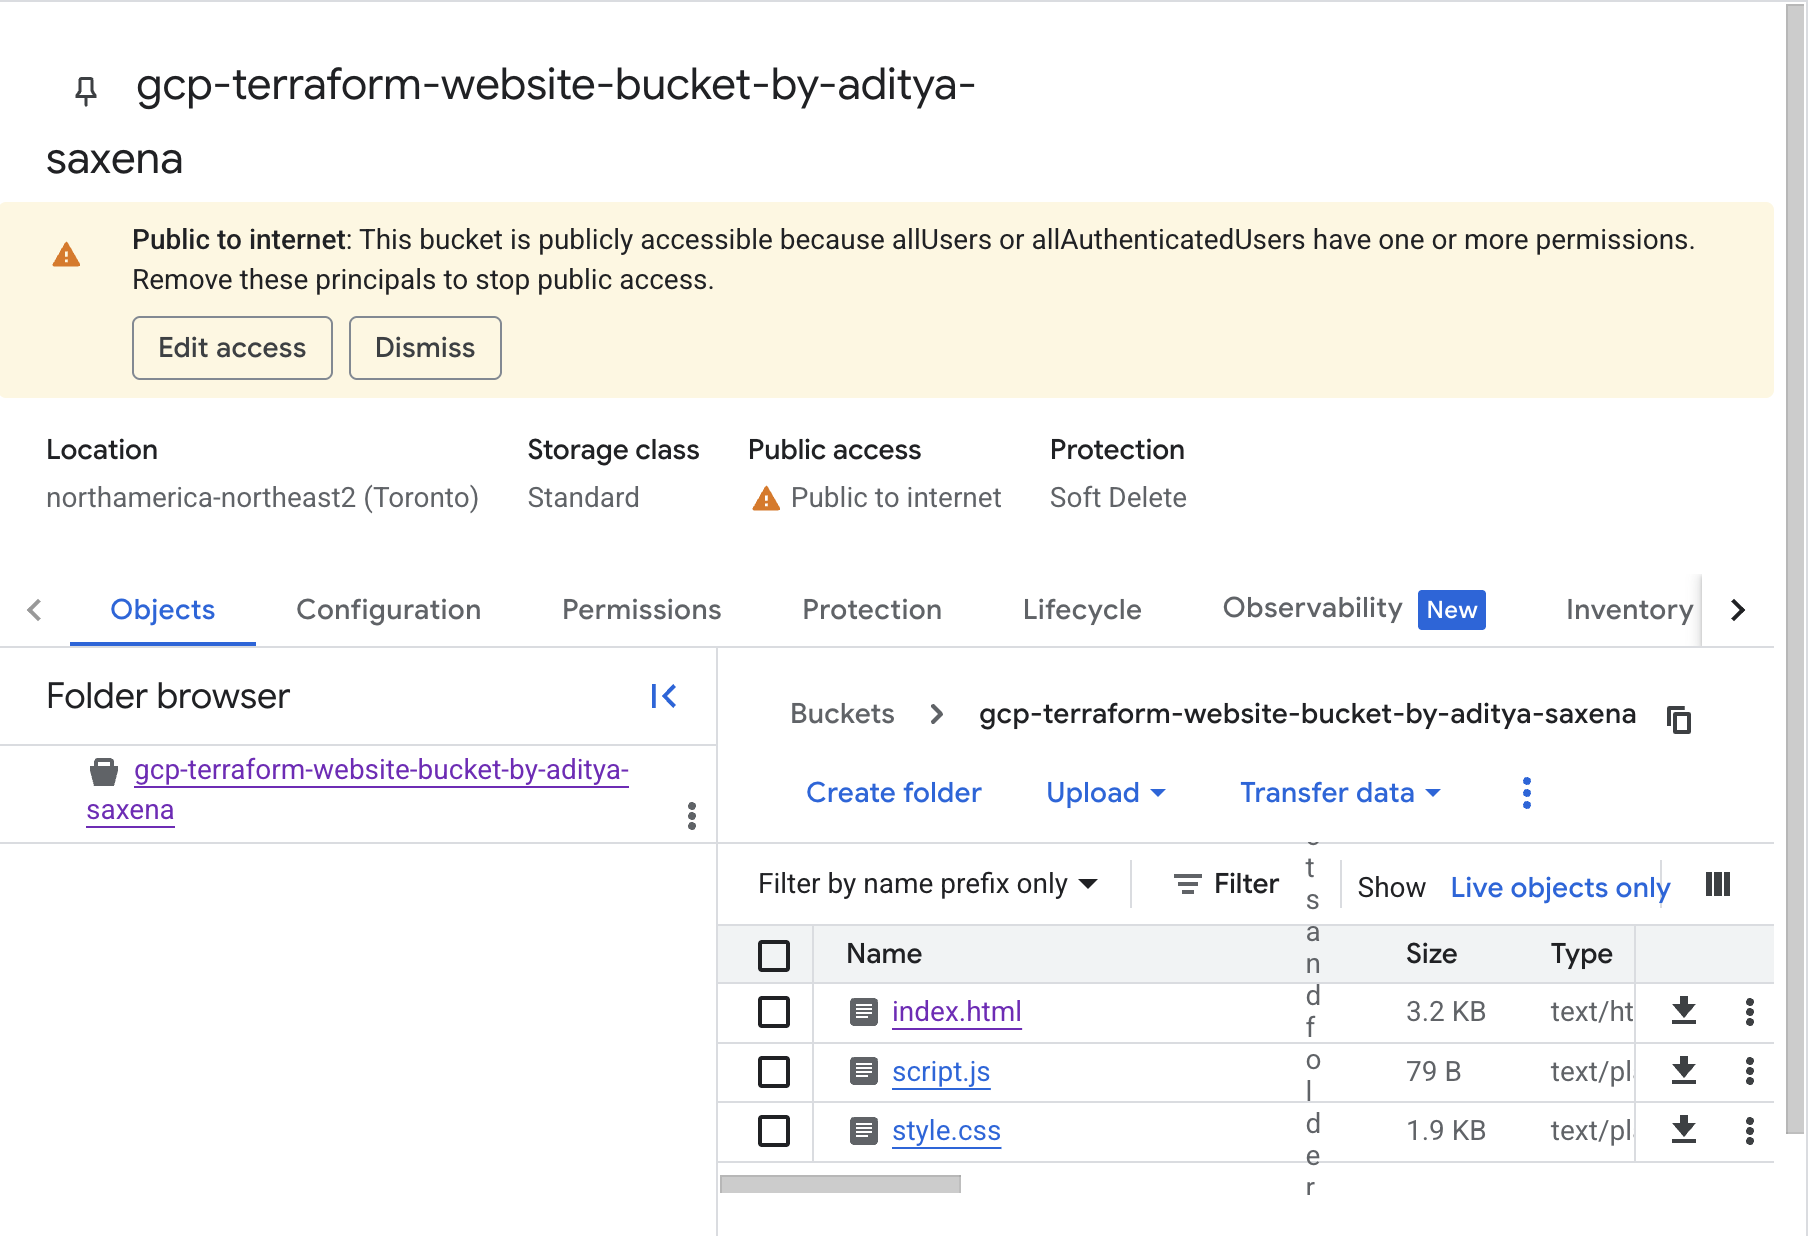 gcp-terraform-website-bucket-by-aditya-
saxena
Public to internet: This bucket is publicly accessible because allUsers or allAuthenticatedUsers have one or more permissions.
Remove these principals to stop public access.
Edit access
Dismiss
Location
Storage class
Public access
Protection
northamerica-northeast2 (Toronto)
Standard
Public to internet
Soft Delete
Objects
Configuration
Permissions
Protection
Lifecycle
Observability New
Inventory
Folder browser
gcp-terraform-website-bucket-by-aditya-
saxena
Buckets > gcp-terraform-website-bucket-by-aditya-saxena
Create folder
Upload
Transfer data
Filter by name prefix only
Filter
t
s
a
n
d
f
o
l
d
e
r
Show Live objects only
Name Size Type
index.html 3.2 KB text/ht
script.js 79 B text/pl
style.css 1.9 KB text/pl